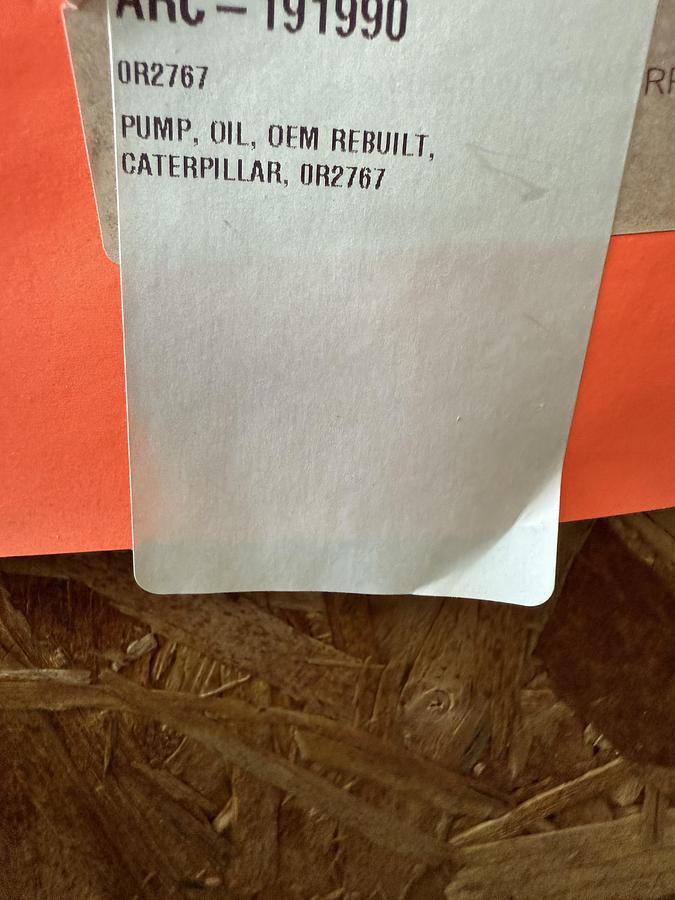 ARC – 191990
0R2767
PUMP, OIL, OEM REBUILT,
CATERPILLAR, 0R2767